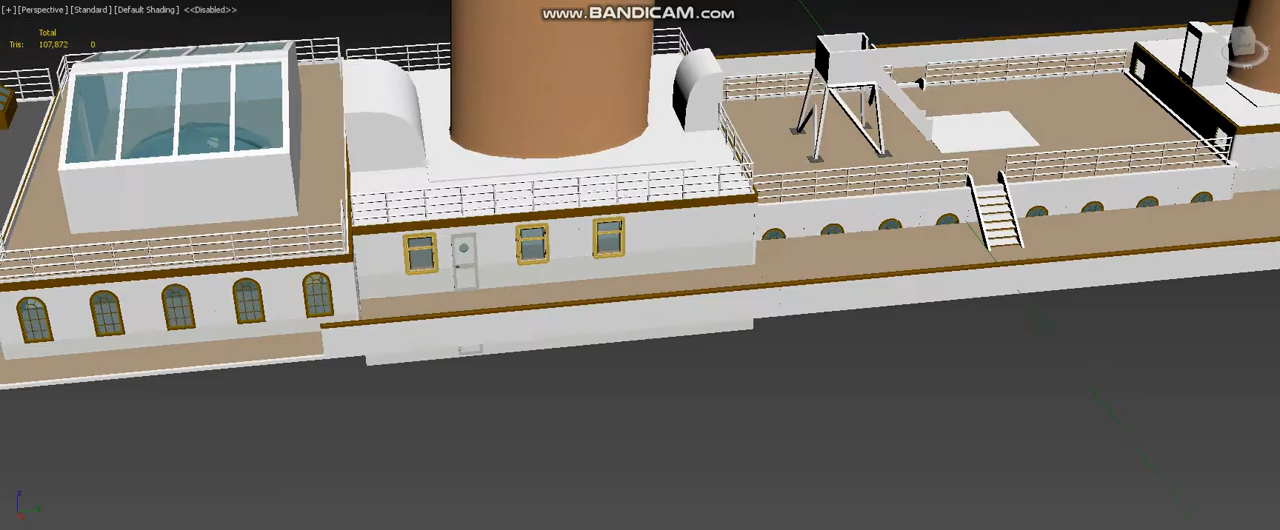 [+] [Perspective] [Standard] [Default Shading] <<Disabled>>
www.BANDICAM.com
Total
Tris: 107,872 0